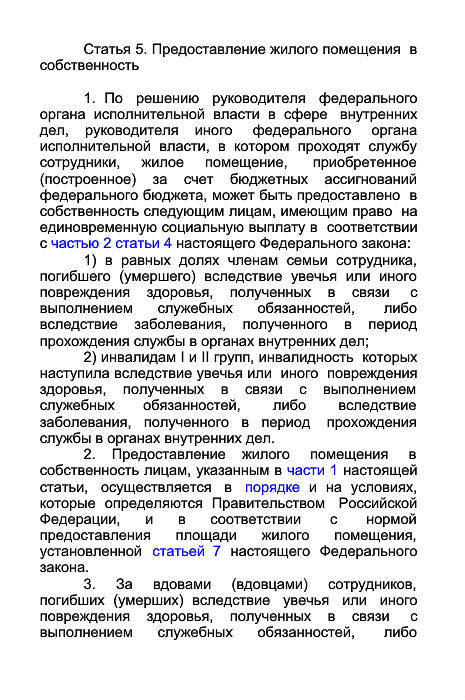 Статья 5. Предоставление жилого помещения в
собственность
1. По решению руководителя федерального
органа исполнительной власти в сфере внутренних
дел, руководителя иного федерального органа
исполнительной власти, в котором проходят службу
сотрудники, жилое помещение, приобретенное
(построенное) за счет бюджетных ассигнований
федерального бюджета, может быть предоставлено в
собственность следующим лицам, имеющим право на
единовременную социальную выплату в соответствии
с частью 2 статьи 4 настоящего Федерального закона:
1) в равных долях членам семьи сотрудника,
погибшего (умершего) вследствие увечья или иного
повреждения здоровья, полученных в связи с
выполнением служебных обязанностей, либо
вследствие заболевания, полученного в период
прохождения службы в органах внутренних дел;
2) инвалидам I и II групп, инвалидность которых
наступила вследствие увечья или иного повреждения
здоровья, полученных в связи с выполнением
служебных обязанностей, либо вследствие
заболевания, полученного в период прохождения
службы в органах внутренних дел.
2. Предоставление жилого помещения в
собственность лицам, указанным в части 1 настоящей
статьи, осуществляется в порядке и на условиях,
которые определяются Правительством Российской
Федерации, и в соответствии с нормой
предоставления площади жилого помещения,
установленной статьей 7 настоящего Федерального
закона.
3. За вдовами (вдовцами) сотрудников,
погибших (умерших) вследствие увечья или иного
повреждения здоровья, полученных в связи с
выполнением служебных обязанностей, либо